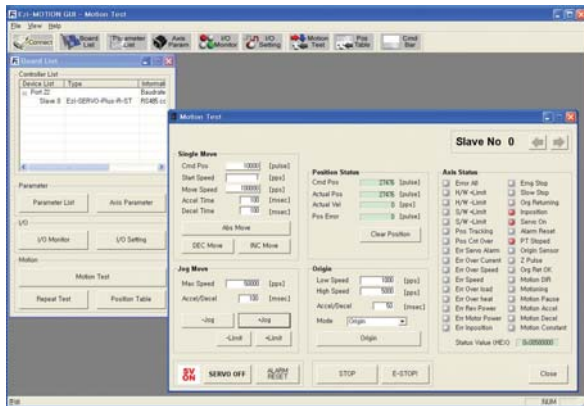 Ezi-MOTION GUI - Motion Test
File View Help
Connect
Board List
Parameter List
Axis Param
I/O Monitor
I/O Setting
Motion Test
Pos Table
Cmd Bar
Board List
Controller List
Device List Type Informati
Port 22 Baudrate
Slave 0 Ezi-SERVO-Plus-R-ST RS485 cc
Parameter
Parameter List Axis Parameter
I/O
I/O Monitor I/O Setting
Motion
Motion Test
Repeat Test Position Table
Motion Test
Slave No 0
Single Move
Cmd Pos 10000 [pulse]
Start Speed 1 [pps]
Move Speed 100000 [pps]
Accel Time 100 [msec]
Decel Time 100 [msec]
Abs Move
DEC Move INC Move
Jog Move
Max Speed 50000 [pps]
Accel/Decel 100 [msec]
-Jog +Jog
-Limit +Limit
Position Status
Cmd Pos 27476 [pulse]
Actual Pos 27476 [pulse]
Actual Vel 0 [pps]
Pos Error 0 [pulse]
Clear Position
Origin
Low Speed 1000 [pps]
High Speed 5000 [pps]
Accel/Decel 50 [msec]
Mode Origin
Origin
Axis Status
Error All Emg Stop
H/W +Limit Slow Stop
H/W -Limit Org Returning
S/W +Limit Inposition
S/W -Limit Servo On
Pos Tracking Alarm Reset
Pos Cnt Over PT Stoped
Err Servo Alarm Origin Sensor
Err Over Current Z Pulse
Err Over Speed Org Ret OK
Err Speed Motion DIR
Err Over load Motioning
Err Over heat Motion Pause
Err Rev Power Motion Accel
Err Motor Power Motion Decel
Err Inposition Motion Constant
Status Value (HEX)
SV ON
SERVO OFF
ALARM RESET
STOP
E-STOP!
Close
NUM